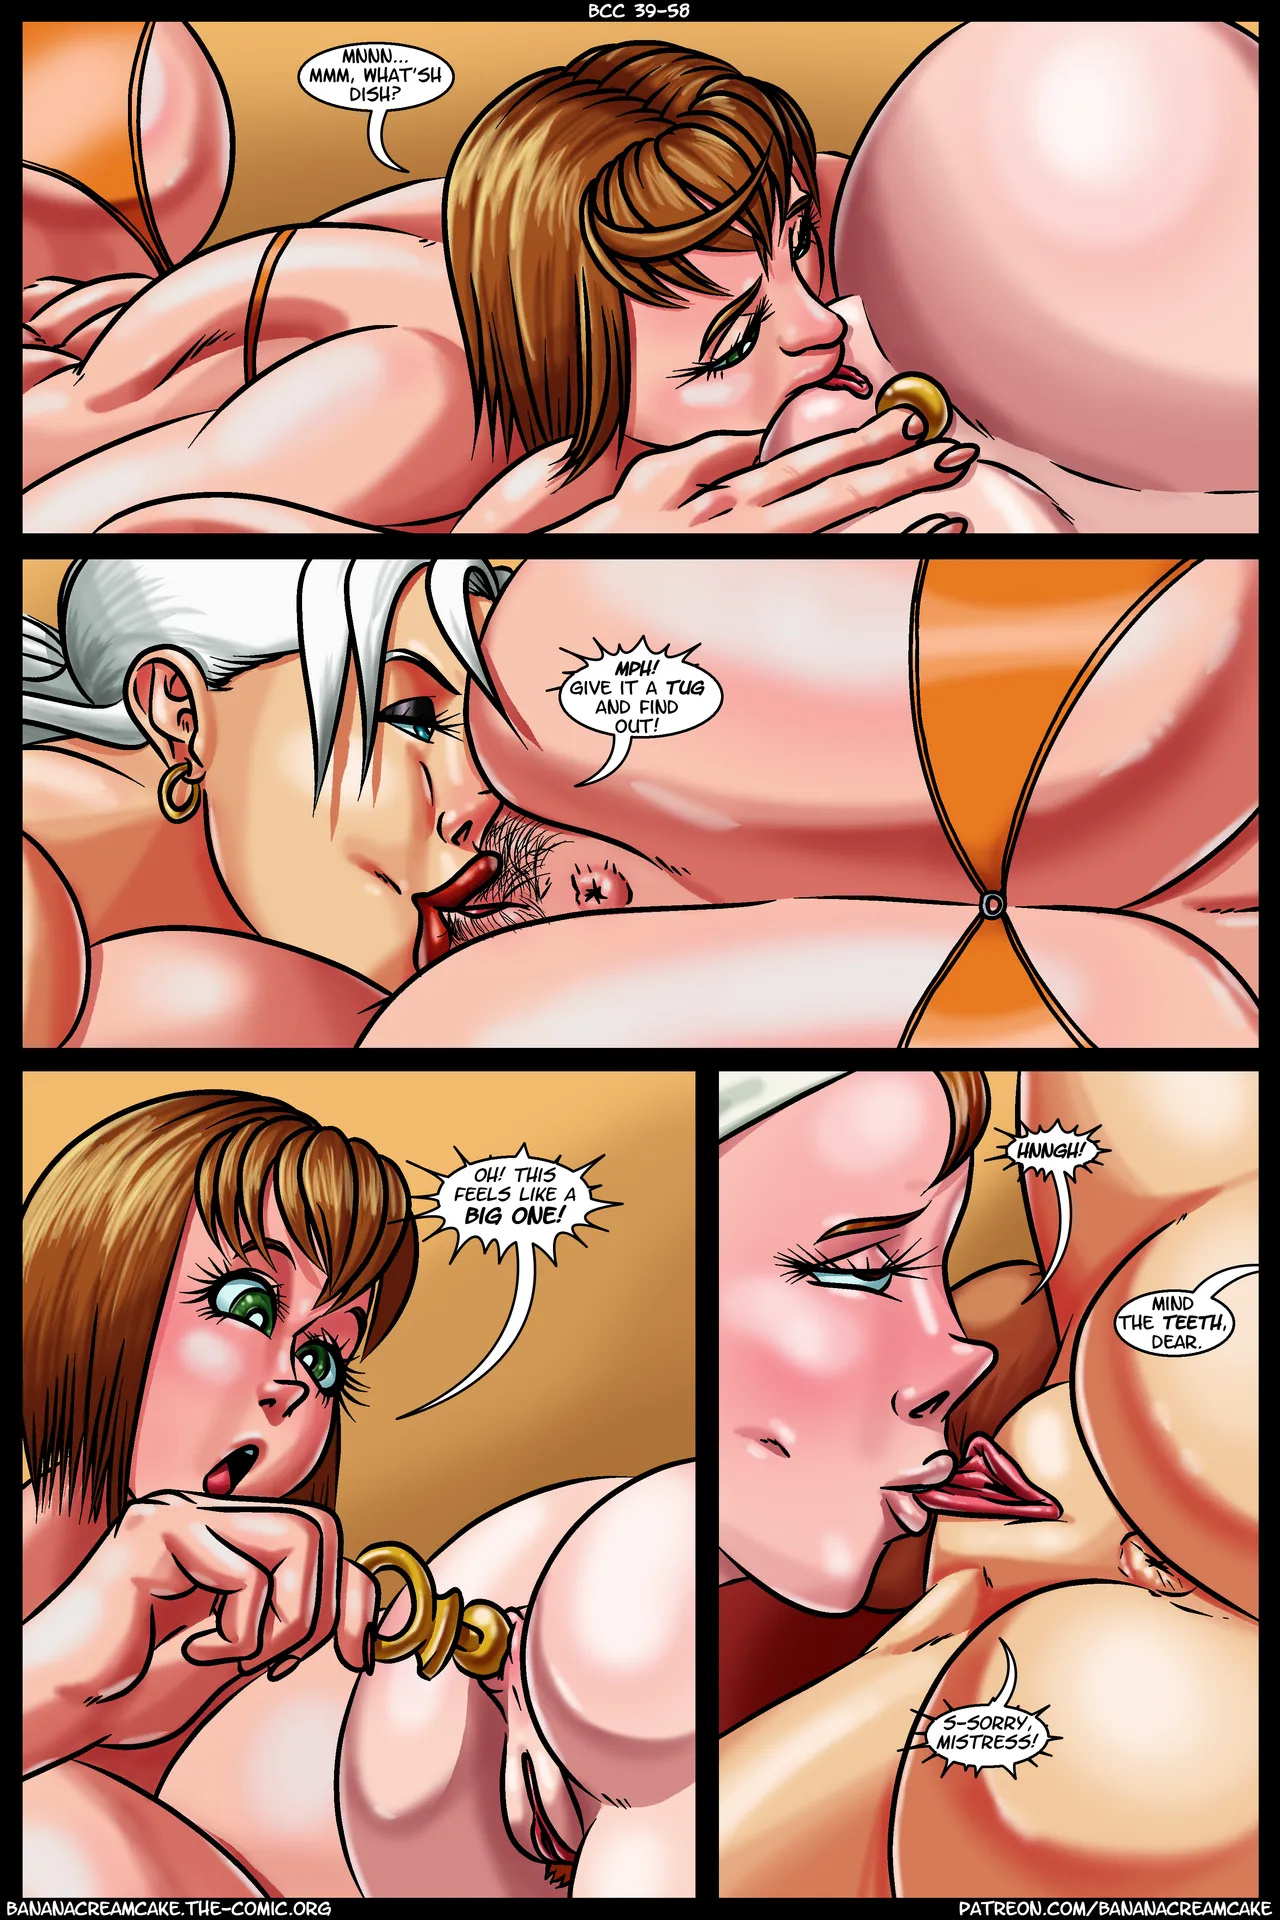 BCC 39-58
MNNN...
MMM, WHAT'SH
DISH?
MPH!
GIVE IT A TUG
AND FIND
OUT!
OH! THIS
FEELS LIKE A
BIG ONE!
HNNGH!
MIND
THE TEETH,
DEAR.
S-SORRY,
MISTRESS!
BANANACREAMCAKE.THE-COMIC.ORG
PATREON.COM/BANANACREAMCAKE